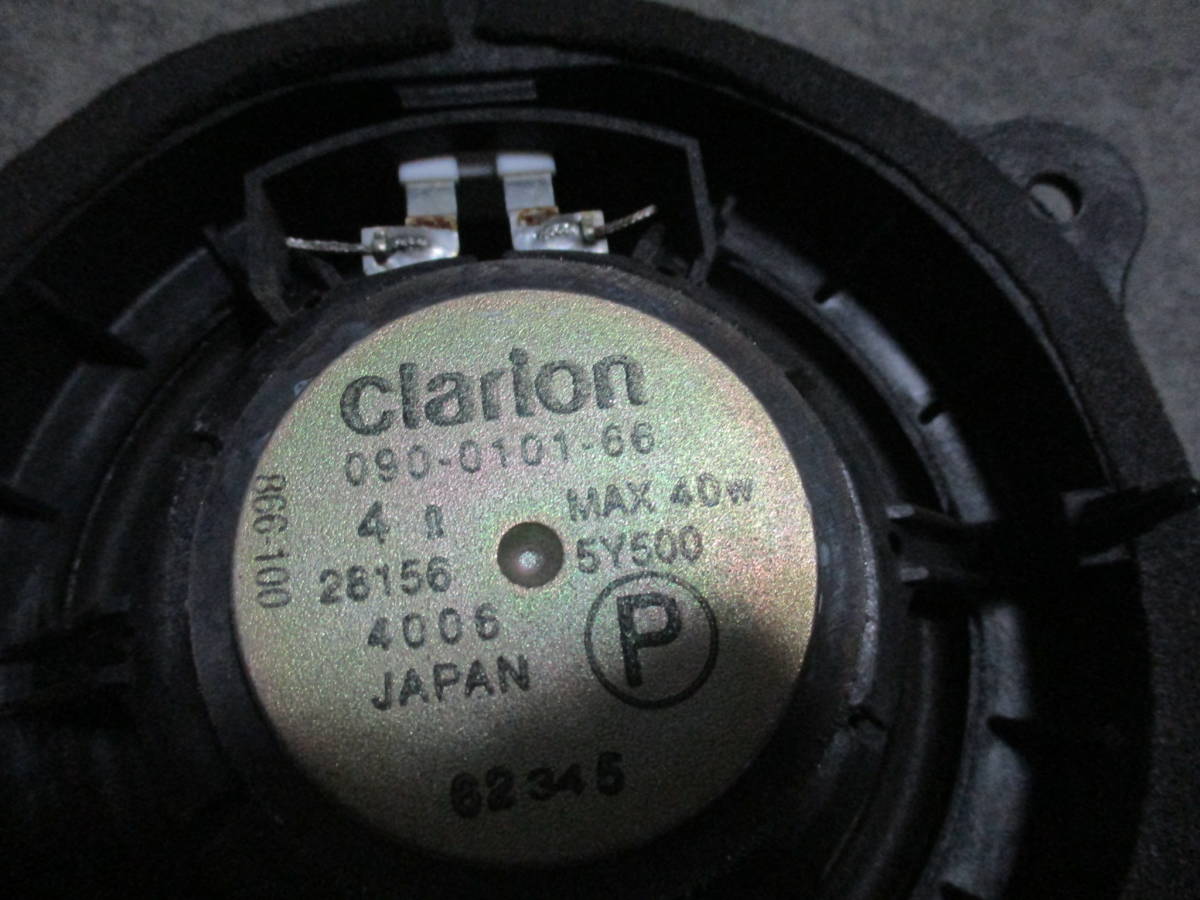 clarion
090-0101-66
4 Ω MAX 40W
28156 5Y500
4006
JAPAN
P
62345
866-100